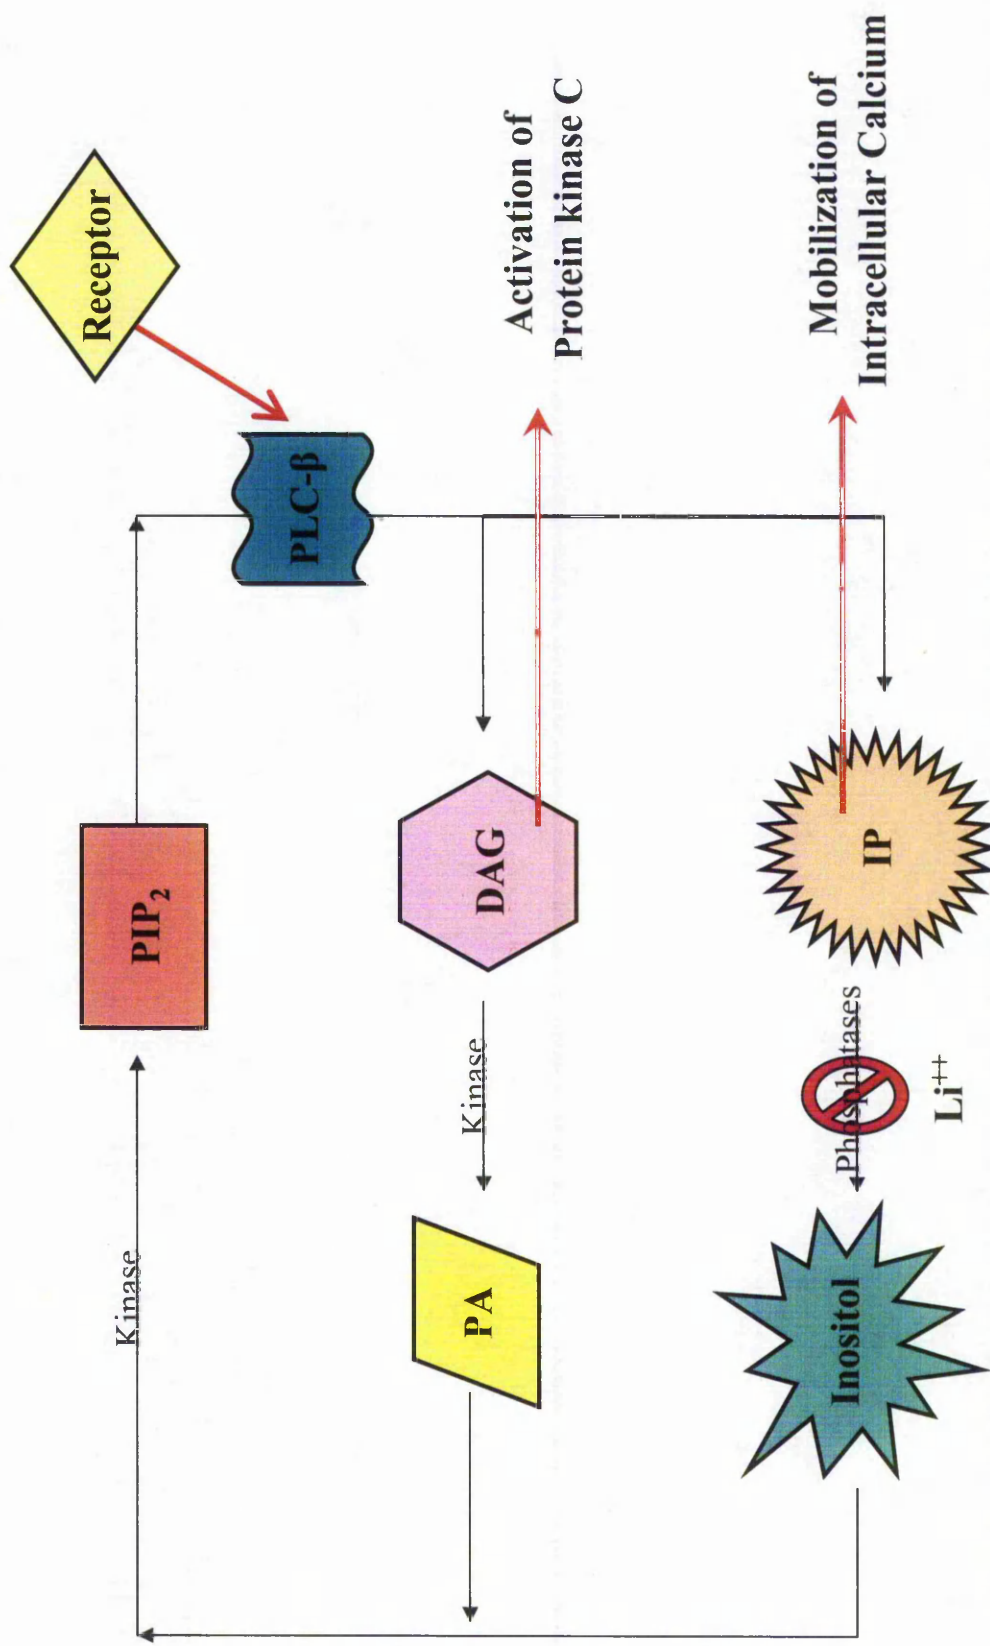 Kinase
PIP₂
Receptor
PLC-β
PA
Kinase
DAG
Activation of
Protein kinase C
Inositol
Phosphatases
Li⁺⁺
IP
Mobilization of
Intracellular Calcium